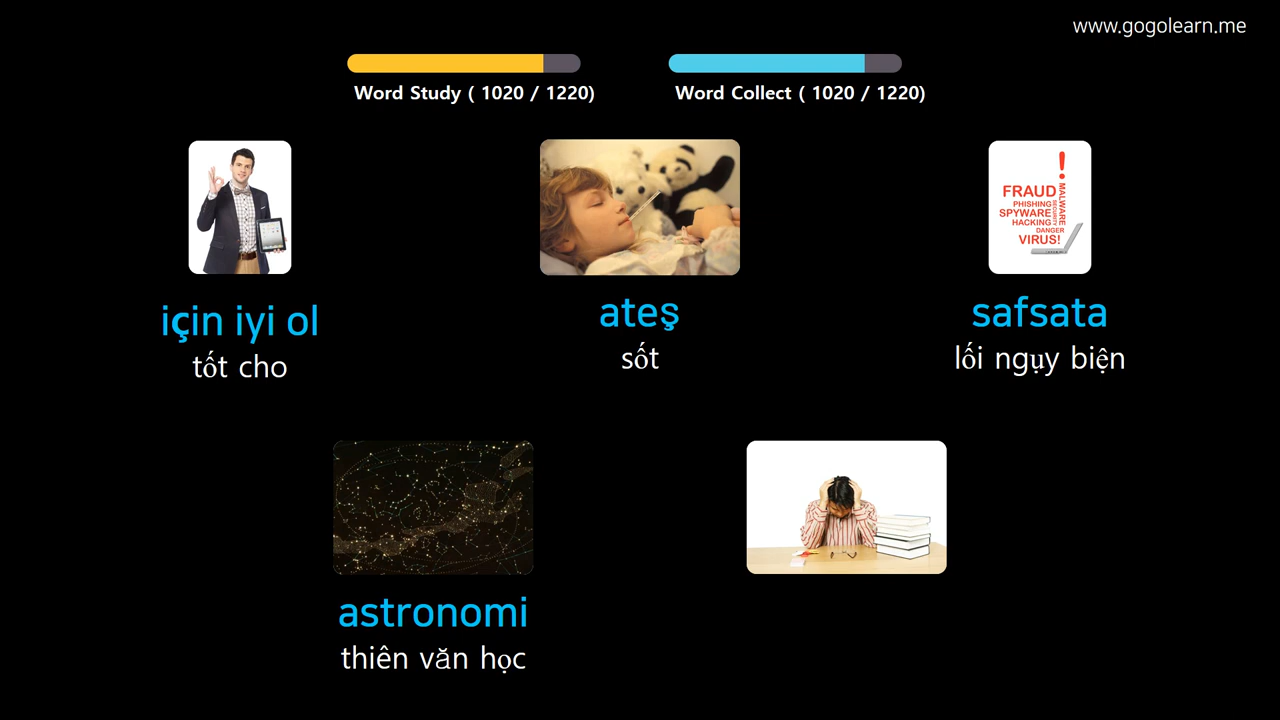 www.gogolearn.me
Word Study ( 1020 / 1220)
Word Collect ( 1020 / 1220)
FRAUD
PHISHING
SPYWARE
HACKING
DANGER
VIRUS!
!
MALWARE
SECURITY
için iyi ol
tốt cho
ateş
sốt
safsata
lối ngụy biện
astronomi
thiên văn học